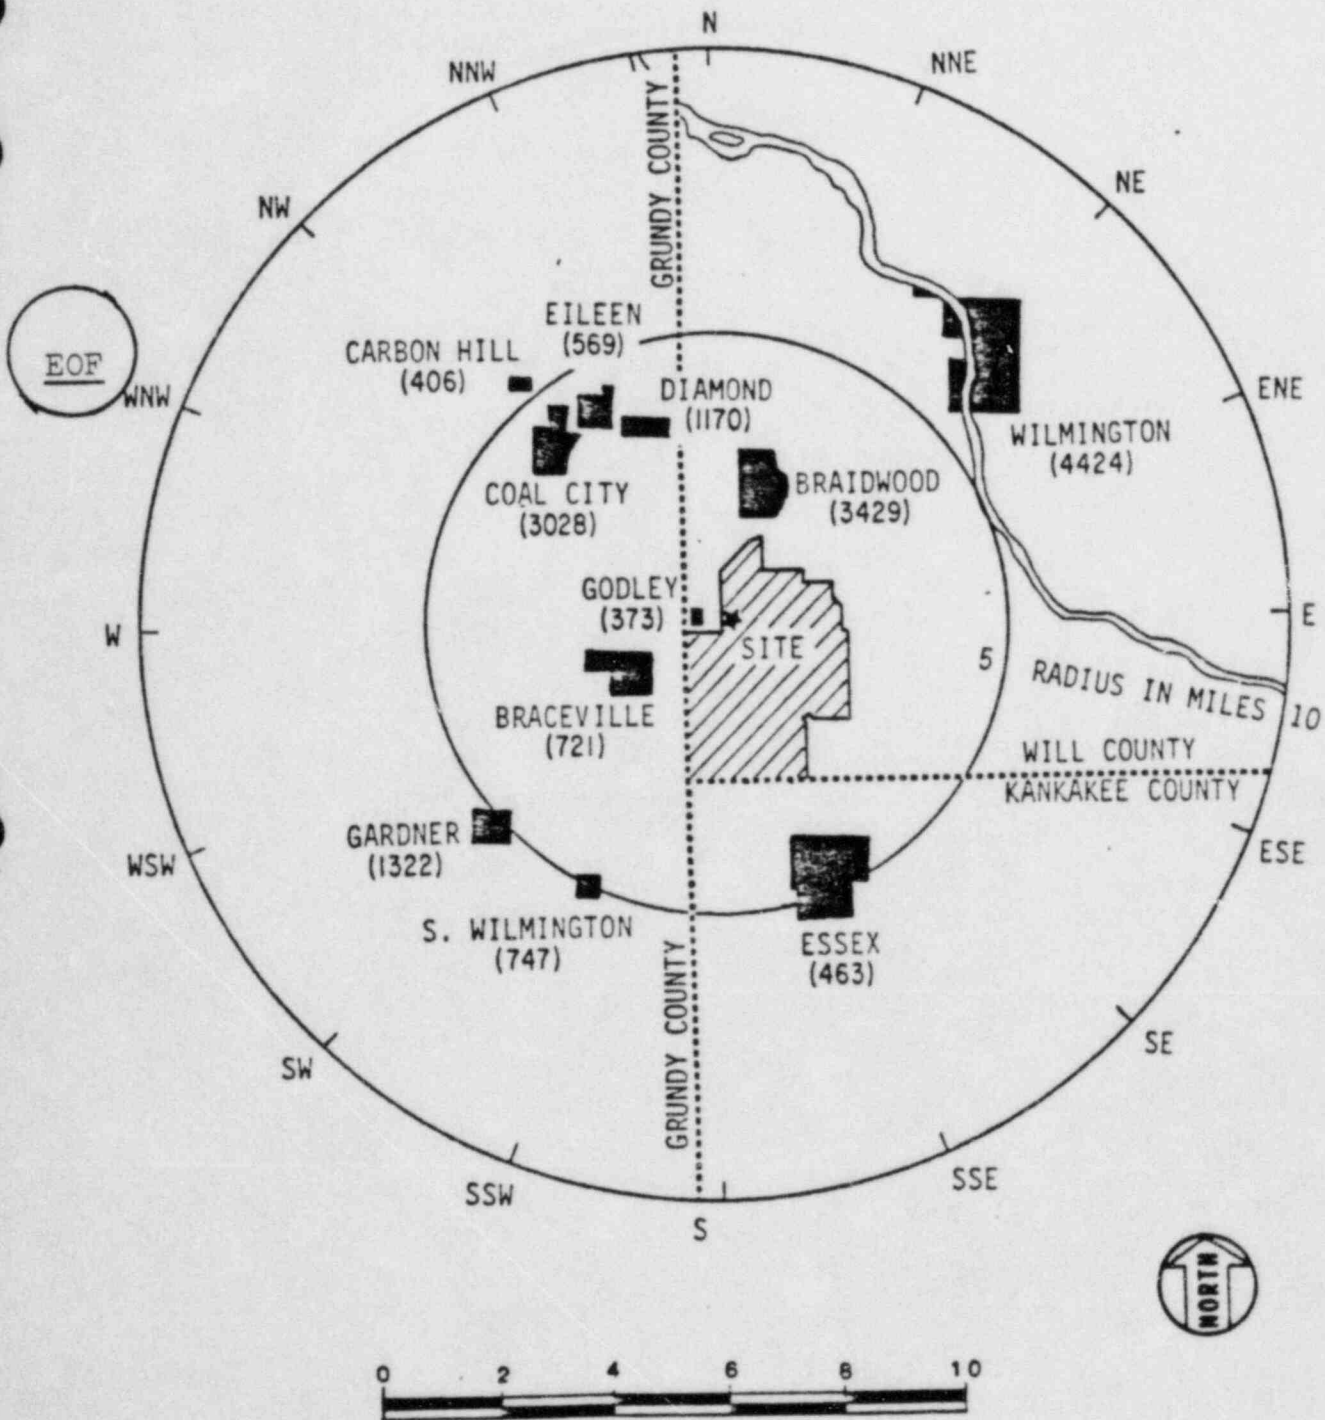 N
NNW
NNE
NW
NE
GRUNDY COUNTY
EOF
WNW
ENE
EILEEN
(569)
CARBON HILL
(406)
DIAMOND
(1170)
WILMINGTON
(4424)
COAL CITY
(3028)
BRAIDWOOD
(3429)
GODLEY
(373)
W
E
SITE
5 RADIUS IN MILES 10
BRACEVILLE
(721)
WILL COUNTY
KANKAKEE COUNTY
GARDNER
(1322)
WSW
ESE
S. WILMINGTON
(747)
ESSEX
(463)
GRUNDY COUNTY
SW
SE
SSW
SSE
S
NORTH
0 2 4 6 8 10